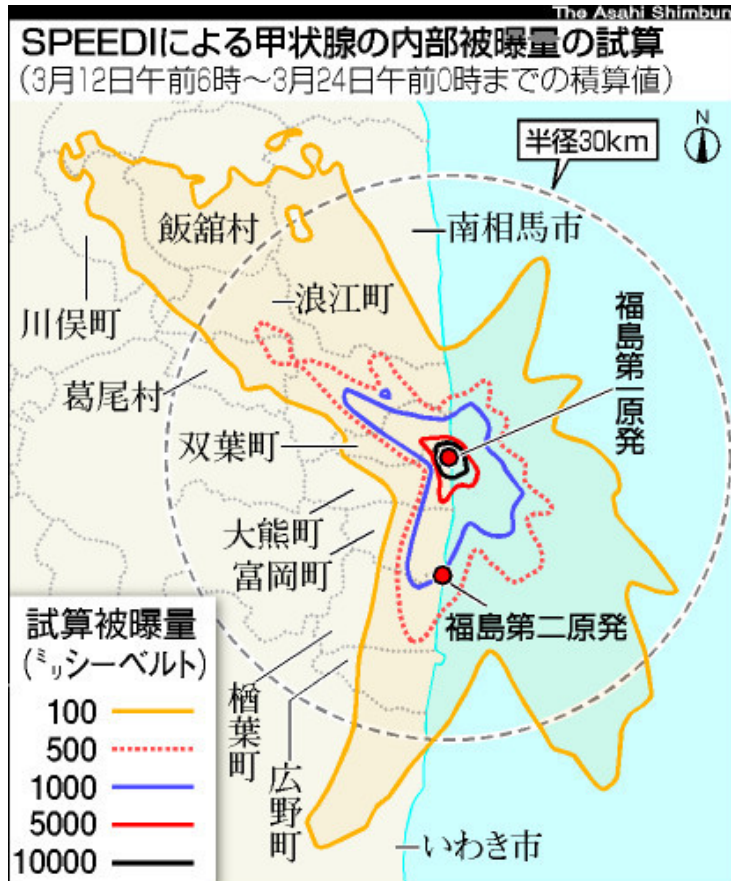 The Asahi Shimbun
SPEEDIによる甲状腺の内部被曝量の試算
(3月12日午前6時～3月24日午前0時までの積算値)
N
半径30km
飯舘村
南相馬市
浪江町
川俣町
福島第一原発
葛尾村
双葉町
大熊町
富岡町
福島第二原発
試算被曝量
(ミリシーベルト)
100
500
1000
5000
10000
楢葉町
広野町
いわき市